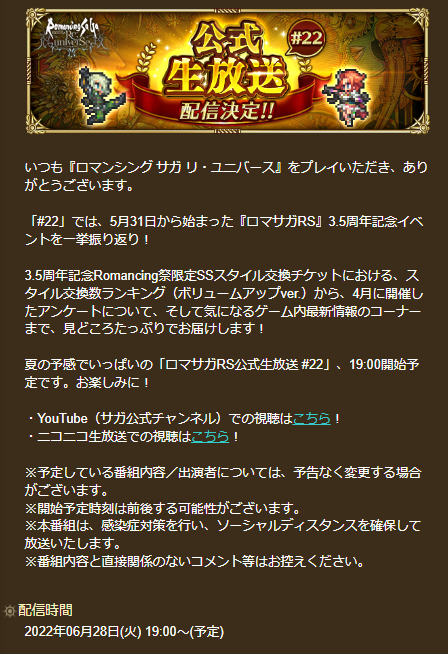 Romancing SaGa
Re;univerSe
公式
#22
生放送
配信決定!!
いつも『ロマンシング サガ リ・ユニバース』をプレイいただき、あり
がとうございます。
「#22」では、5月31日から始まった『ロマサガRS』3.5周年記念イベ
ントを一挙振り返り！
3.5周年記念Romancing祭限定SSスタイル交換チケットにおける、ス
タイル交換数ランキング（ボリュームアップver.）から、4月に開催し
たアンケートについて、そして気になるゲーム内最新情報のコーナー
まで、見どころたっぷりでお届けします！
夏の予感でいっぱいの「ロマサガRS公式生放送 #22」、19:00開始予
定です。お楽しみに！
・YouTube（サガ公式チャンネル）での視聴はこちら！
・ニコニコ生放送での視聴はこちら！
※予定している番組内容／出演者については、予告なく変更する場合
がございます。
※開始予定時刻は前後する可能性がございます。
※本番組は、感染症対策を行い、ソーシャルディスタンスを確保して
放送いたします。
※番組内容と直接関係のないコメント等はお控えください。
配信時間
2022年06月28日(火) 19:00～(予定)